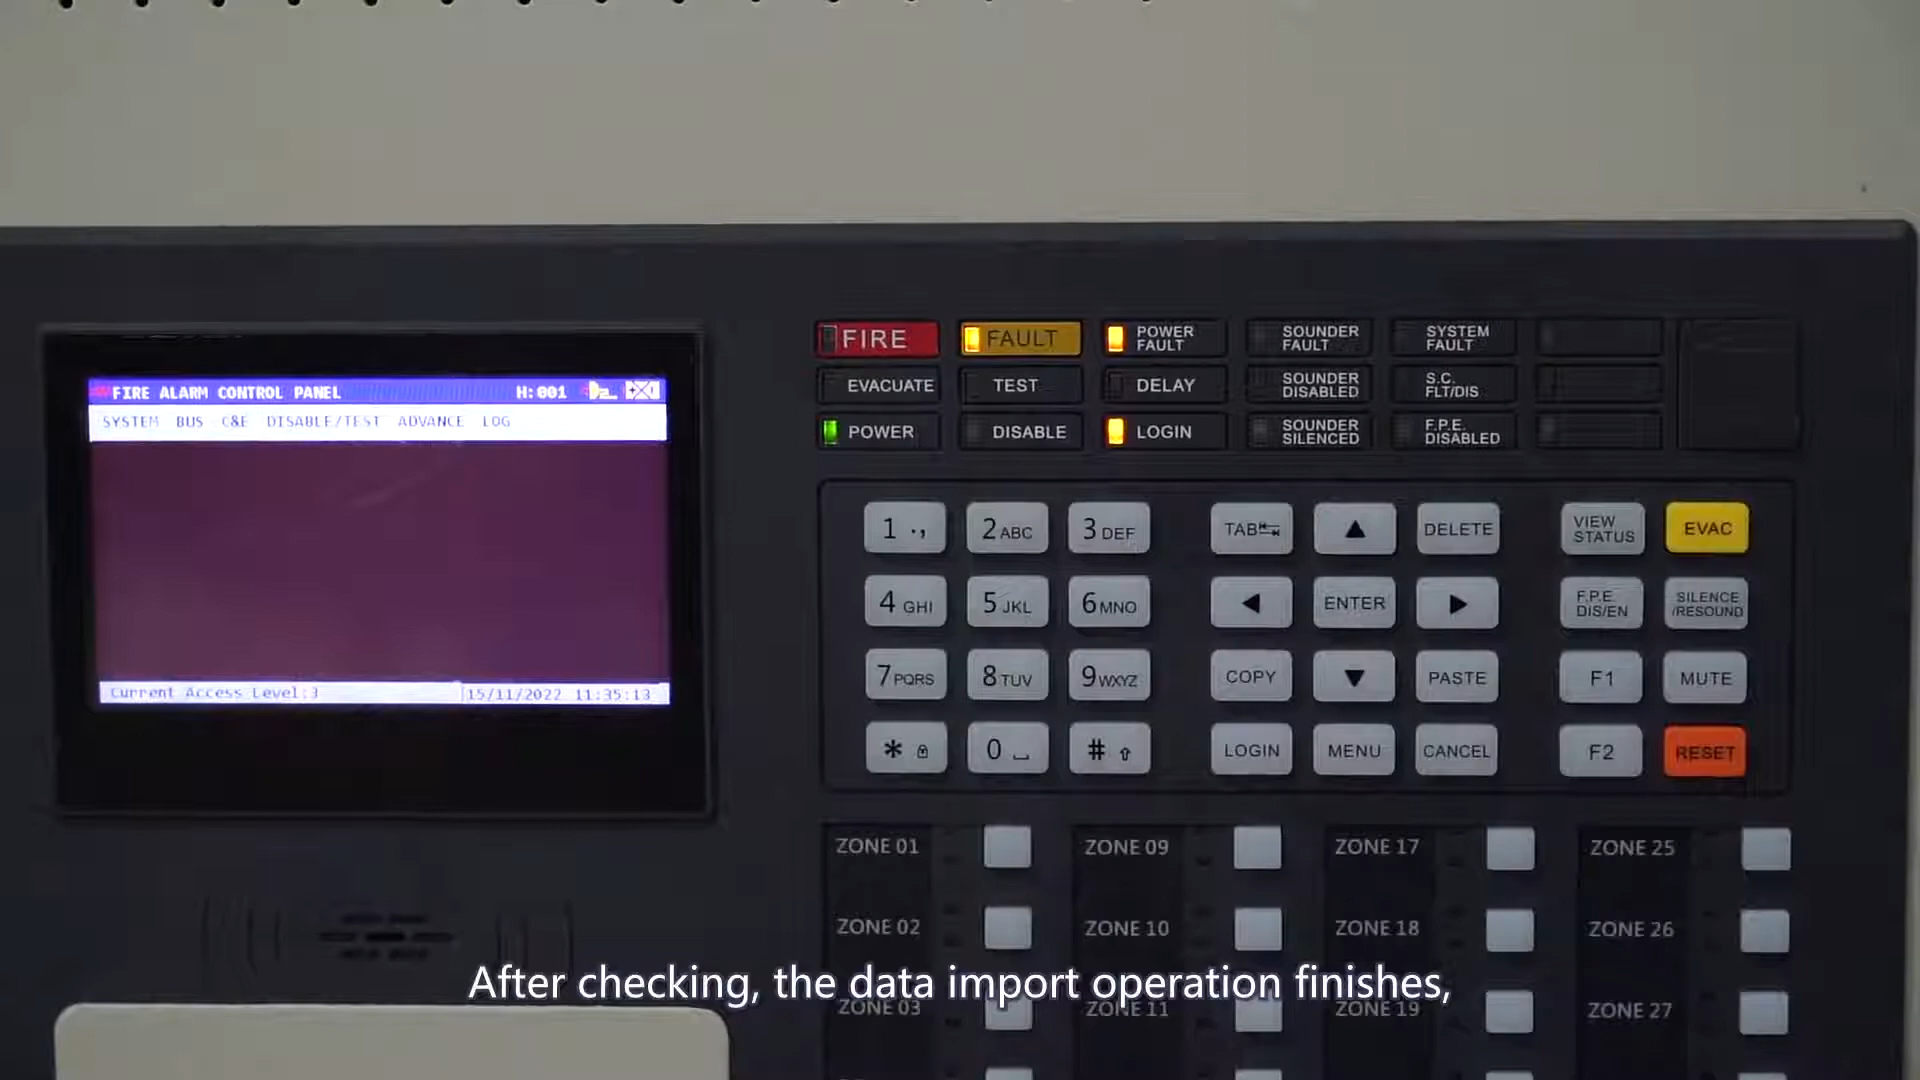 FIRE ALARM CONTROL PANEL H:001
SYSTEM BUS C&E DISABLE/TEST ADVANCE LOG
Current Access Level:3 15/11/2022 11:35:13
FIRE
FAULT
POWER FAULT
SOUNDER FAULT
SYSTEM FAULT
EVACUATE
TEST
DELAY
SOUNDER DISABLED
S.C. FLT/DIS
POWER
DISABLE
LOGIN
SOUNDER SILENCED
F.P.E. DISABLED
1 .,
2 ABC
3 DEF
TAB
▲
DELETE
VIEW STATUS
EVAC
4 GHI
5 JKL
6 MNO
◀
ENTER
▶
F.P.E. DIS/EN
SILENCE /RESOUND
7 PQRS
8 TUV
9 WXYZ
COPY
▼
PASTE
F1
MUTE
*
0
#
LOGIN
MENU
CANCEL
F2
RESET
ZONE 01
ZONE 09
ZONE 17
ZONE 25
ZONE 02
ZONE 10
ZONE 18
ZONE 26
After checking, the data import operation finishes,
ZONE 03
ZONE 11
ZONE 19
ZONE 27